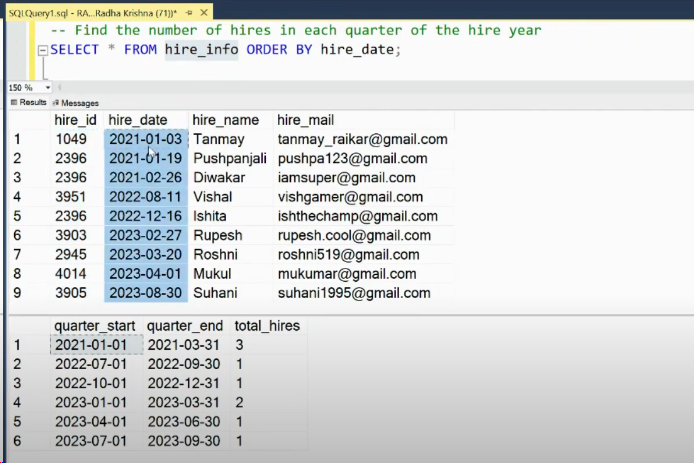 SQLQuery1.sql - RA...Radha Krishna (71))*
-- Find the number of hires in each quarter of the hire year
SELECT * FROM hire_info ORDER BY hire_date;
150 %
Results Messages
hire_id hire_date hire_name hire_mail
1 1049 2021-01-03 Tanmay tanmay_raikar@gmail.com
2 2396 2021-01-19 Pushpanjali pushpa123@gmail.com
3 2396 2021-02-26 Diwakar iamsuper@gmail.com
4 3951 2022-08-11 Vishal vishgamer@gmail.com
5 2396 2022-12-16 Ishita ishthechamp@gmail.com
6 3903 2023-02-27 Rupesh rupesh.cool@gmail.com
7 2945 2023-03-20 Roshni roshni519@gmail.com
8 4014 2023-04-01 Mukul mukumar@gmail.com
9 3905 2023-08-30 Suhani suhani1995@gmail.com
quarter_start quarter_end total_hires
1 2021-01-01 2021-03-31 3
2 2022-07-01 2022-09-30 1
3 2022-10-01 2022-12-31 1
4 2023-01-01 2023-03-31 2
5 2023-04-01 2023-06-30 1
6 2023-07-01 2023-09-30 1